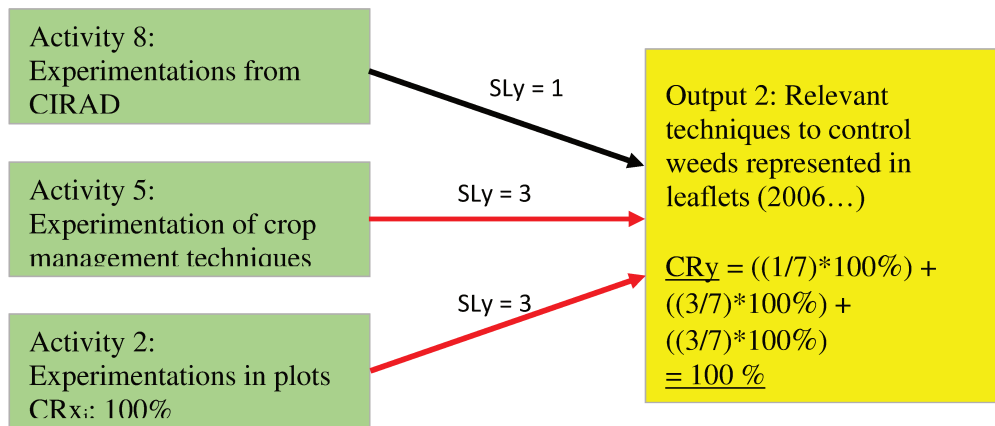 Activity 8:
Experimentations from
CIRAD
SLy = 1
Activity 5:
Experimentation of crop
management techniques
SLy = 3
Activity 2:
Experimentations in plots
CRxᵢ: 100%
SLy = 3
Output 2: Relevant
techniques to control
weeds represented in
leaflets (2006…)
CRy = ((1/7)*100%) +
((3/7)*100%) +
((3/7)*100%)
= 100 %